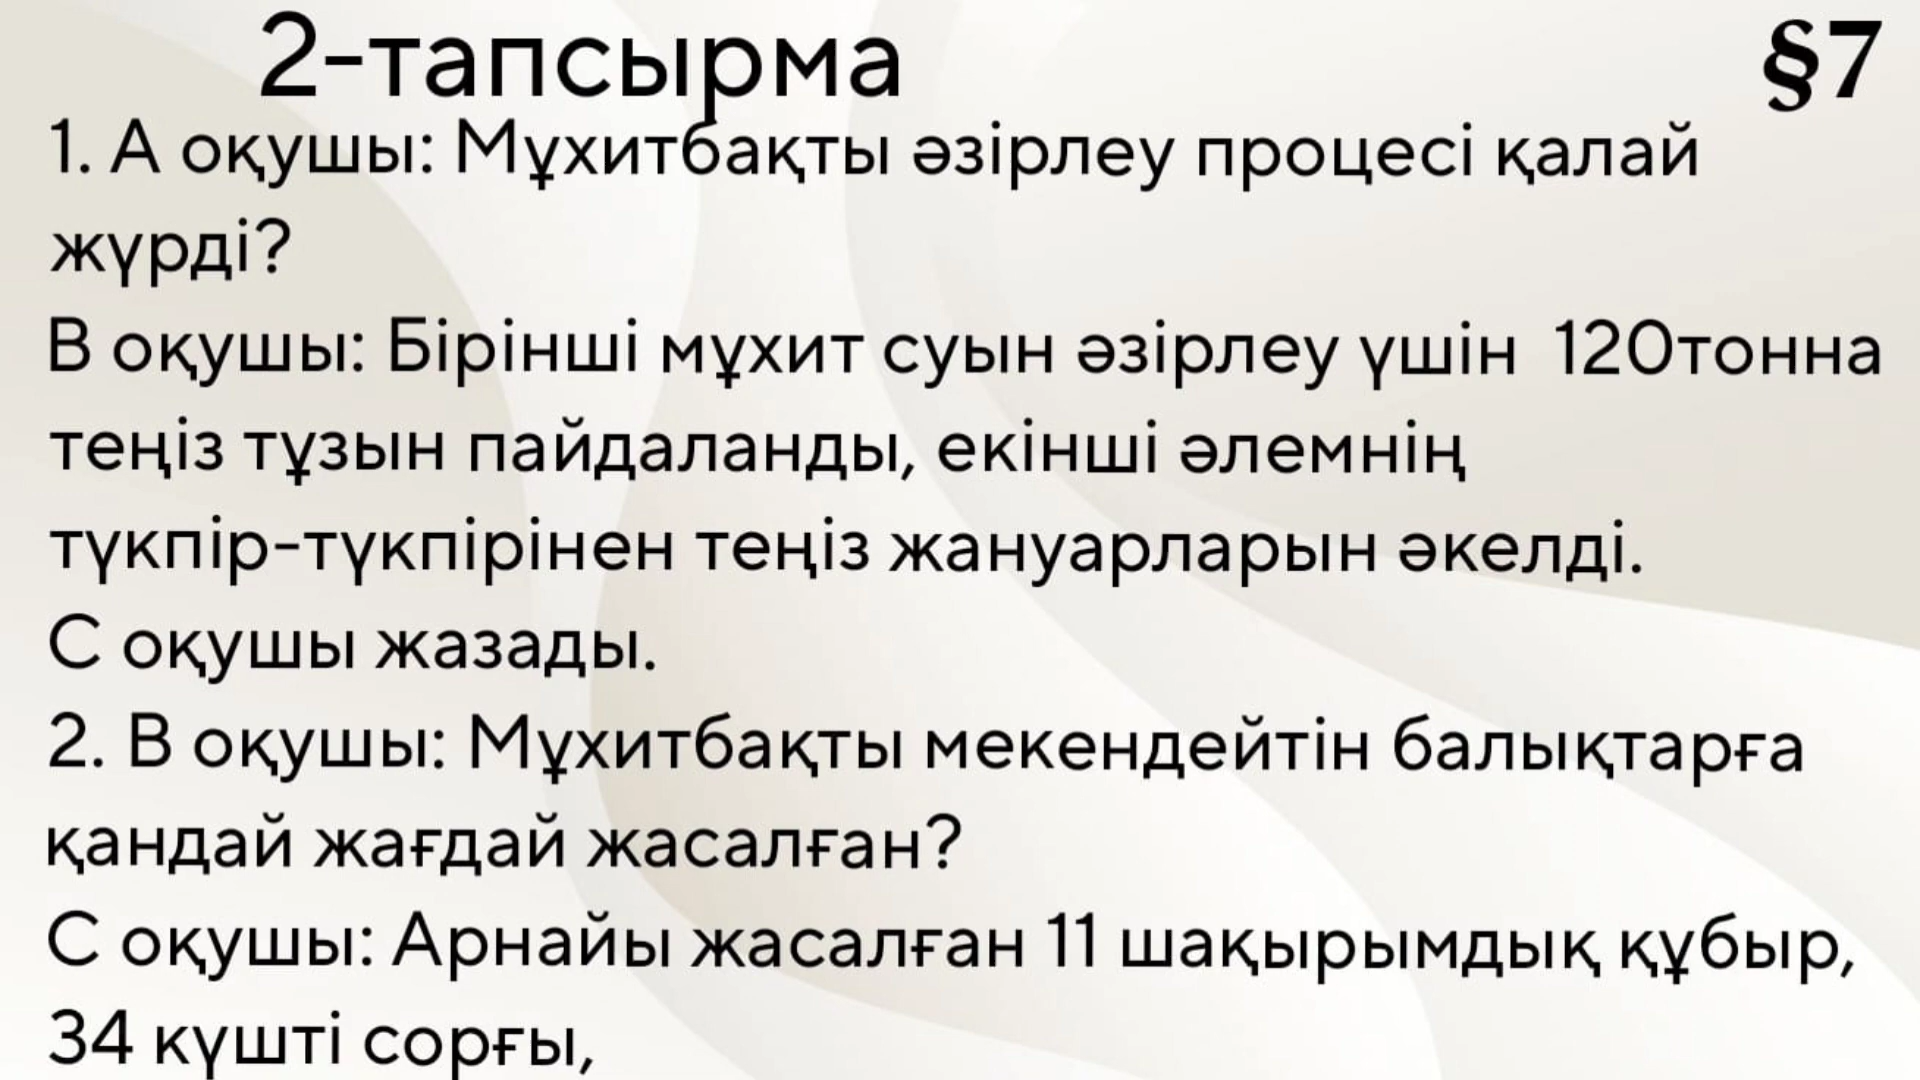 2-тапсырма
§7
1. А оқушы: Мұхитбақты әзірлеу процесі қалай
жүрді?
В оқушы: Бірінші мұхит суын әзірлеу үшін 120тонна
теңіз тұзын пайдаланды, екінші әлемнің
түкпір-түкпірінен теңіз жануарларын әкелді.
С оқушы жазады.
2. В оқушы: Мұхитбақты мекендейтін балықтарға
қандай жағдай жасалған?
С оқушы: Арнайы жасалған 11 шақырымдық құбыр,
34 күшті сорғы,